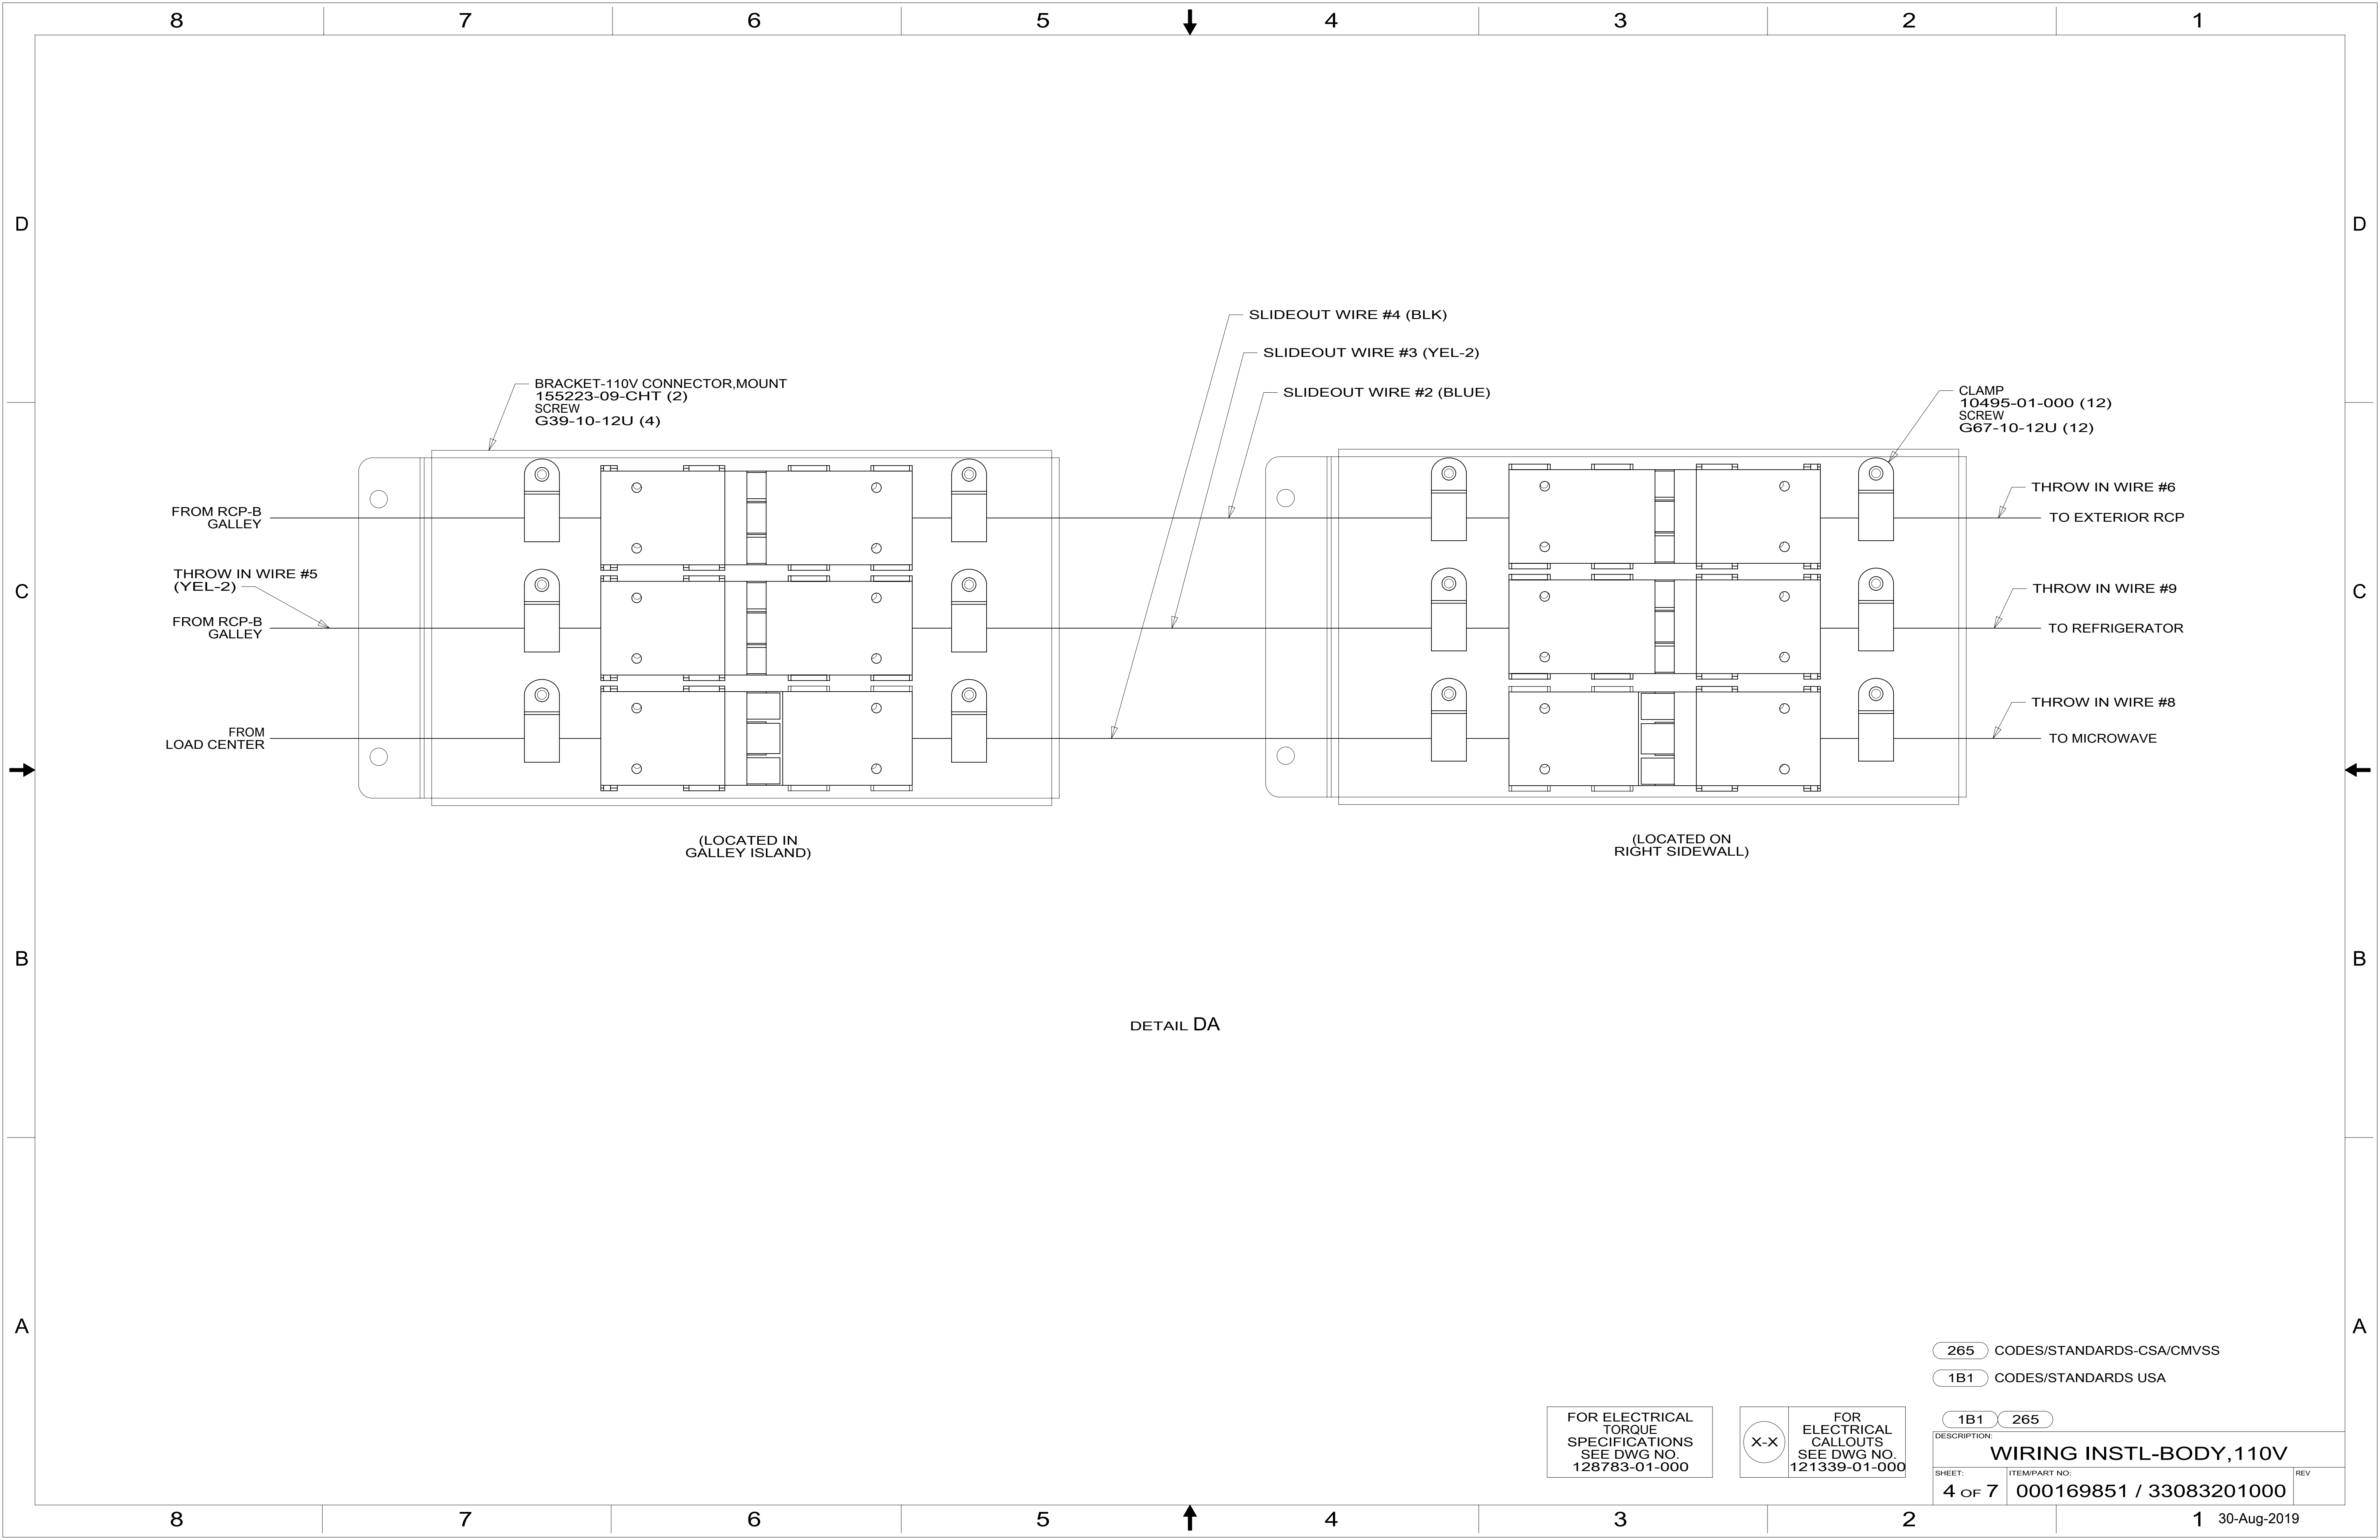 8 7 6 5 4 3 2 1
D D
SLIDEOUT WIRE #4 (BLK)
SLIDEOUT WIRE #3 (YEL-2)
SLIDEOUT WIRE #2 (BLUE)
BRACKET-110V CONNECTOR,MOUNT
155223-09-CHT (2)
SCREW
G39-10-12U (4)
CLAMP
10495-01-000 (12)
SCREW
G67-10-12U (12)
FROM RCP-B
GALLEY
THROW IN WIRE #5
(YEL-2)
FROM RCP-B
GALLEY
FROM
LOAD CENTER
THROW IN WIRE #6
TO EXTERIOR RCP
THROW IN WIRE #9
TO REFRIGERATOR
THROW IN WIRE #8
TO MICROWAVE
C C
(LOCATED IN
GALLEY ISLAND)
(LOCATED ON
RIGHT SIDEWALL)
B B
DETAIL DA
A A
265 CODES/STANDARDS-CSA/CMVSS
1B1 CODES/STANDARDS USA
FOR ELECTRICAL
TORQUE
SPECIFICATIONS
SEE DWG NO.
128783-01-000
X-X
FOR
ELECTRICAL
CALLOUTS
SEE DWG NO.
121339-01-000
1B1 265
DESCRIPTION:
WIRING INSTL-BODY,110V
SHEET:
4 OF 7
ITEM/PART NO:
000169851 / 33083201000
REV
8 7 6 5 4 3 2 1
30-Aug-2019